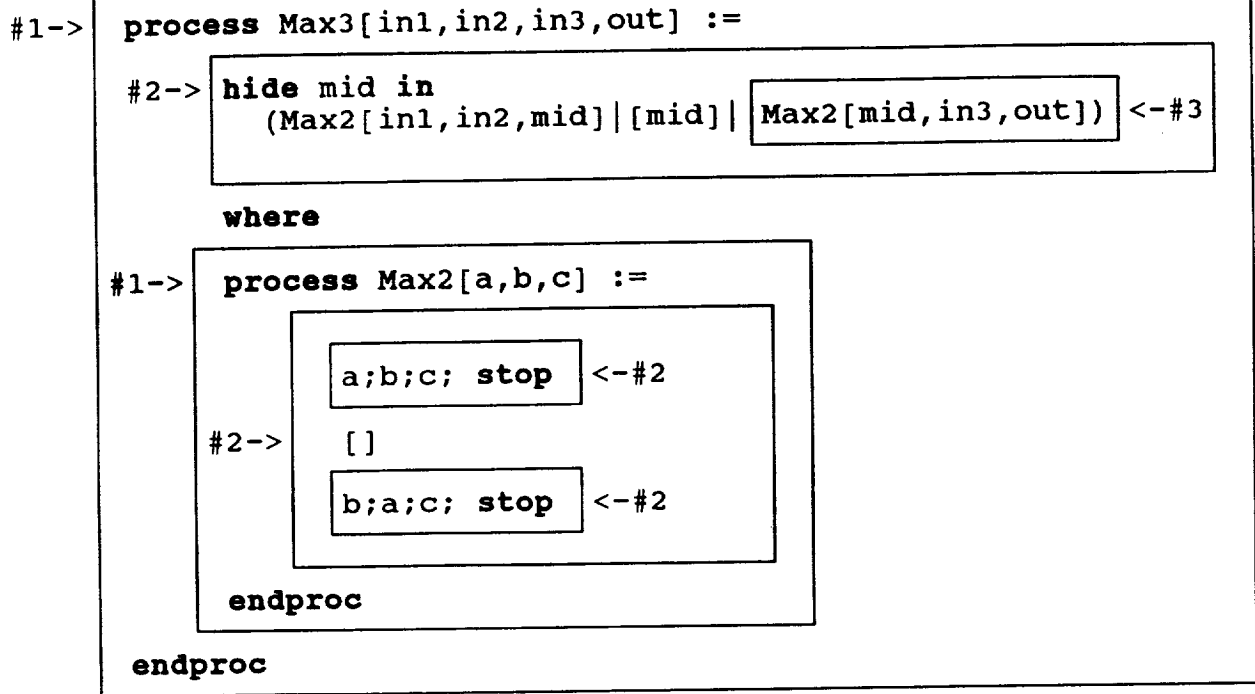 #1-> process Max3[in1,in2,in3,out] :=
#2-> hide mid in
(Max2[in1,in2,mid]|[mid]| Max2[mid,in3,out]) <-#3
where
#1-> process Max2[a,b,c] :=
a;b;c; stop <-#2
#2-> []
b;a;c; stop <-#2
endproc
endproc